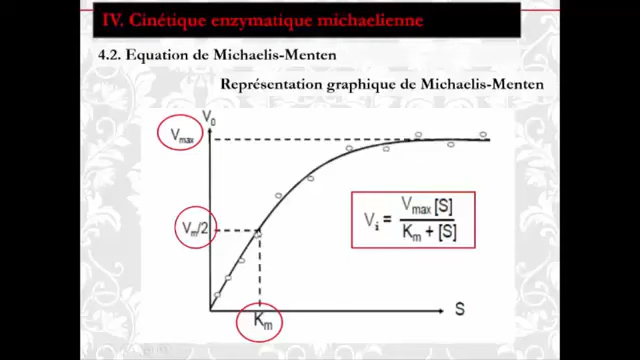 IV. Cinétique enzymatique michaelienne
4.2. Equation de Michaelis-Menten
Représentation graphique de Michaelis-Menten
V₀
Vmax
Vm/2
Vi = Vmax [S] / Km + [S]
S
Km